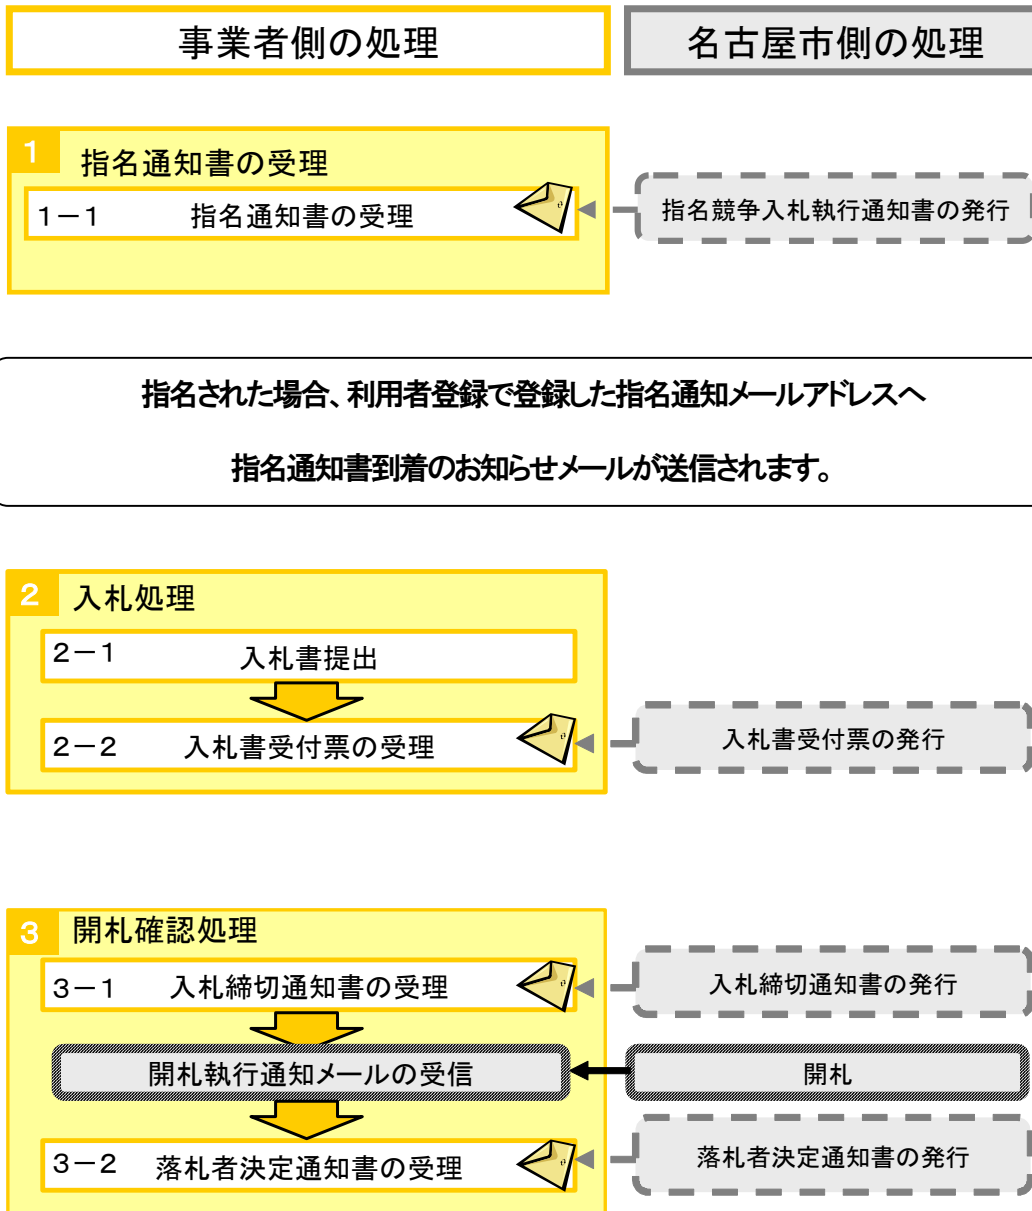 事業者側の処理
名古屋市側の処理
1
指名通知書の受理
1－1 指名通知書の受理
指名競争入札執行通知書の発行
指名された場合、利用者登録で登録した指名通知メールアドレスへ
指名通知書到着のお知らせメールが送信されます。
2 入札処理
2－1 入札書提出
2－2 入札書受付票の受理
入札書受付票の発行
3 開札確認処理
3－1 入札締切通知書の受理
入札締切通知書の発行
開札執行通知メールの受信
開札
3－2 落札者決定通知書の受理
落札者決定通知書の発行